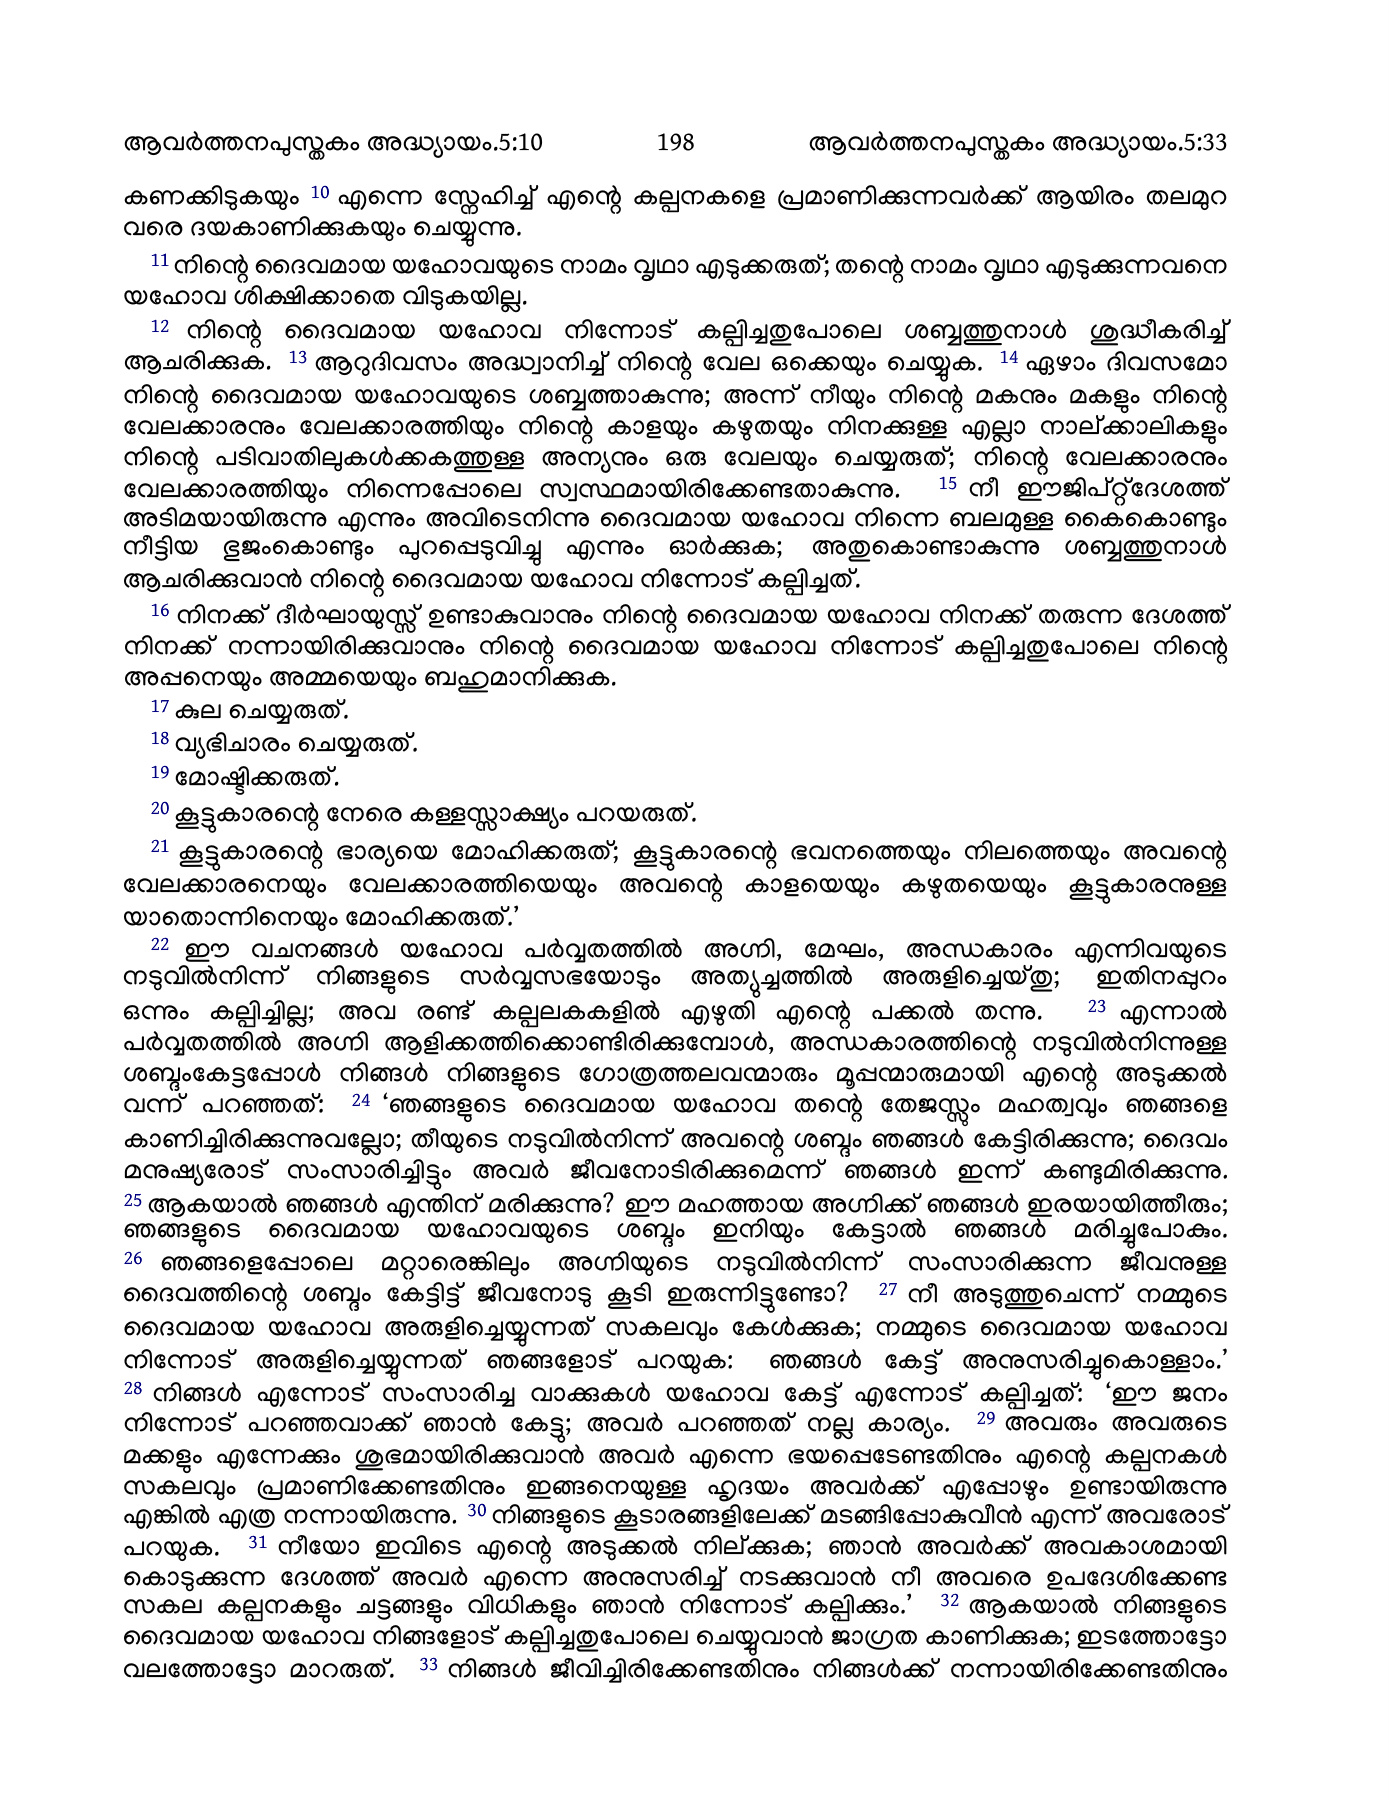 ആവർത്തനപുസ്തകം അദ്ധ്യായം.5:10 198 ആവർത്തനപുസ്തകം അദ്ധ്യായം.5:33
കണക്കിടുകയും 10 എന്നെ സ്നേഹിച്ച് എന്റെ കല്പനകളെ പ്രമാണിക്കുന്നവർക്ക് ആയിരം തലമുറ
വരെ ദയകാണിക്കുകയും ചെയ്യുന്നു.
11 നിന്റെ ദൈവമായ യഹോവയുടെ നാമം വൃഥാ എടുക്കരുത്; തന്റെ നാമം വൃഥാ എടുക്കുന്നവനെ
യഹോവ ശിക്ഷിക്കാതെ വിടുകയില്ല.
12 നിന്റെ ദൈവമായ യഹോവ നിന്നോട് കല്പിച്ചതുപോലെ ശബ്ബത്തുനാൾ ശുദ്ധീകരിച്ച്
ആചരിക്കുക. 13 ആറുദിവസം അദ്ധ്വാനിച്ച് നിന്റെ വേല ഒക്കെയും ചെയ്യുക. 14 ഏഴാം ദിവസമോ
നിന്റെ ദൈവമായ യഹോവയുടെ ശബ്ബത്താകുന്നു; അന്ന് നീയും നിന്റെ മകനും മകളും നിന്റെ
വേലക്കാരനും വേലക്കാരത്തിയും നിന്റെ കാളയും കഴുതയും നിനക്കുള്ള എല്ലാ നാല്ക്കാലികളും
നിന്റെ പടിവാതിലുകൾക്കകത്തുള്ള അന്യനും ഒരു വേലയും ചെയ്യരുത്; നിന്റെ വേലക്കാരനും
വേലക്കാരത്തിയും നിന്നെപ്പോലെ സ്വസ്ഥമായിരിക്കേണ്ടതാകുന്നു. 15 നീ ഈജിപ്റ്റ്ദേശത്ത്
അടിമയായിരുന്നു എന്നും അവിടെനിന്നു ദൈവമായ യഹോവ നിന്നെ ബലമുള്ള കൈകൊണ്ടും
നീട്ടിയ ഭുജംകൊണ്ടും പുറപ്പെടുവിച്ചു എന്നും ഓർക്കുക; അതുകൊണ്ടാകുന്നു ശബ്ബത്തുനാൾ
ആചരിക്കുവാൻ നിന്റെ ദൈവമായ യഹോവ നിന്നോട് കല്പിച്ചത്.
16 നിനക്ക് ദീർഘായുസ്സ് ഉണ്ടാകുവാനും നിന്റെ ദൈവമായ യഹോവ നിനക്ക് തരുന്ന ദേശത്ത്
നിനക്ക് നന്നായിരിക്കുവാനും നിന്റെ ദൈവമായ യഹോവ നിന്നോട് കല്പിച്ചതുപോലെ നിന്റെ
അപ്പനെയും അമ്മയെയും ബഹുമാനിക്കുക.
17 കുല ചെയ്യരുത്.
18 വ്യഭിചാരം ചെയ്യരുത്.
19 മോഷ്ടിക്കരുത്.
20 കൂട്ടുകാരന്റെ നേരെ കള്ളസ്സാക്ഷ്യം പറയരുത്.
21 കൂട്ടുകാരന്റെ ഭാര്യയെ മോഹിക്കരുത്; കൂട്ടുകാരന്റെ ഭവനത്തെയും നിലത്തെയും അവന്റെ
വേലക്കാരനെയും വേലക്കാരത്തിയെയും അവന്റെ കാളയെയും കഴുതയെയും കൂട്ടുകാരനുള്ള
യാതൊന്നിനെയും മോഹിക്കരുത്.’
22 ഈ വചനങ്ങൾ യഹോവ പർവ്വതത്തിൽ അഗ്നി, മേഘം, അന്ധകാരം എന്നിവയുടെ
നടുവിൽനിന്ന് നിങ്ങളുടെ സർവ്വസഭയോടും അത്യുച്ചത്തിൽ അരുളിച്ചെയ്തു; ഇതിനപ്പുറം
ഒന്നും കല്പിച്ചില്ല; അവ രണ്ട് കല്പലകകളിൽ എഴുതി എന്റെ പക്കൽ തന്നു. 23 എന്നാൽ
പർവ്വതത്തിൽ അഗ്നി ആളിക്കത്തിക്കൊണ്ടിരിക്കുമ്പോൾ, അന്ധകാരത്തിന്റെ നടുവിൽനിന്നുള്ള
ശബ്ദംകേട്ടപ്പോൾ നിങ്ങൾ നിങ്ങളുടെ ഗോത്രത്തലവന്മാരും മൂപ്പന്മാരുമായി എന്റെ അടുക്കൽ
വന്ന് പറഞ്ഞത്: 24 ‘ഞങ്ങളുടെ ദൈവമായ യഹോവ തന്റെ തേജസ്സും മഹത്വവും ഞങ്ങളെ
കാണിച്ചിരിക്കുന്നുവല്ലോ; തീയുടെ നടുവിൽനിന്ന് അവന്റെ ശബ്ദം ഞങ്ങൾ കേട്ടിരിക്കുന്നു; ദൈവം
മനുഷ്യരോട് സംസാരിച്ചിട്ടും അവർ ജീവനോടിരിക്കുമെന്ന് ഞങ്ങൾ ഇന്ന് കണ്ടുമിരിക്കുന്നു.
25 ആകയാൽ ഞങ്ങൾ എന്തിന് മരിക്കുന്നു? ഈ മഹത്തായ അഗ്നിക്ക് ഞങ്ങൾ ഇരയായിത്തീരും;
ഞങ്ങളുടെ ദൈവമായ യഹോവയുടെ ശബ്ദം ഇനിയും കേട്ടാൽ ഞങ്ങൾ മരിച്ചുപോകും.
26 ഞങ്ങളെപ്പോലെ മറ്റാരെങ്കിലും അഗ്നിയുടെ നടുവിൽനിന്ന് സംസാരിക്കുന്ന ജീവനുള്ള
ദൈവത്തിന്റെ ശബ്ദം കേട്ടിട്ട് ജീവനോടു കൂടി ഇരുന്നിട്ടുണ്ടോ? 27 നീ അടുത്തുചെന്ന് നമ്മുടെ
ദൈവമായ യഹോവ അരുളിച്ചെയ്യുന്നത് സകലവും കേൾക്കുക; നമ്മുടെ ദൈവമായ യഹോവ
നിന്നോട് അരുളിച്ചെയ്യുന്നത് ഞങ്ങളോട് പറയുക: ഞങ്ങൾ കേട്ട് അനുസരിച്ചുകൊള്ളാം.’
28 നിങ്ങൾ എന്നോട് സംസാരിച്ച വാക്കുകൾ യഹോവ കേട്ട് എന്നോട് കല്പിച്ചത്: ‘ഈ ജനം
നിന്നോട് പറഞ്ഞവാക്ക് ഞാൻ കേട്ടു; അവർ പറഞ്ഞത് നല്ല കാര്യം. 29 അവരും അവരുടെ
മക്കളും എന്നേക്കും ശുഭമായിരിക്കുവാൻ അവർ എന്നെ ഭയപ്പെടേണ്ടതിനും എന്റെ കല്പനകൾ
സകലവും പ്രമാണിക്കേണ്ടതിനും ഇങ്ങനെയുള്ള ഹൃദയം അവർക്ക് എപ്പോഴും ഉണ്ടായിരുന്നു
എങ്കിൽ എത്ര നന്നായിരുന്നു. 30 നിങ്ങളുടെ കൂടാരങ്ങളിലേക്ക് മടങ്ങിപ്പോകുവീൻ എന്ന് അവരോട്
പറയുക. 31 നീയോ ഇവിടെ എന്റെ അടുക്കൽ നില്ക്കുക; ഞാൻ അവർക്ക് അവകാശമായി
കൊടുക്കുന്ന ദേശത്ത് അവർ എന്നെ അനുസരിച്ച് നടക്കുവാൻ നീ അവരെ ഉപദേശിക്കേണ്ട
സകല കല്പനകളും ചട്ടങ്ങളും വിധികളും ഞാൻ നിന്നോട് കല്പിക്കും.’ 32 ആകയാൽ നിങ്ങളുടെ
ദൈവമായ യഹോവ നിങ്ങളോട് കല്പിച്ചതുപോലെ ചെയ്യുവാൻ ജാഗ്രത കാണിക്കുക; ഇടത്തോട്ടോ
വലത്തോട്ടോ മാറരുത്. 33 നിങ്ങൾ ജീവിച്ചിരിക്കേണ്ടതിനും നിങ്ങൾക്ക് നന്നായിരിക്കേണ്ടതിനും